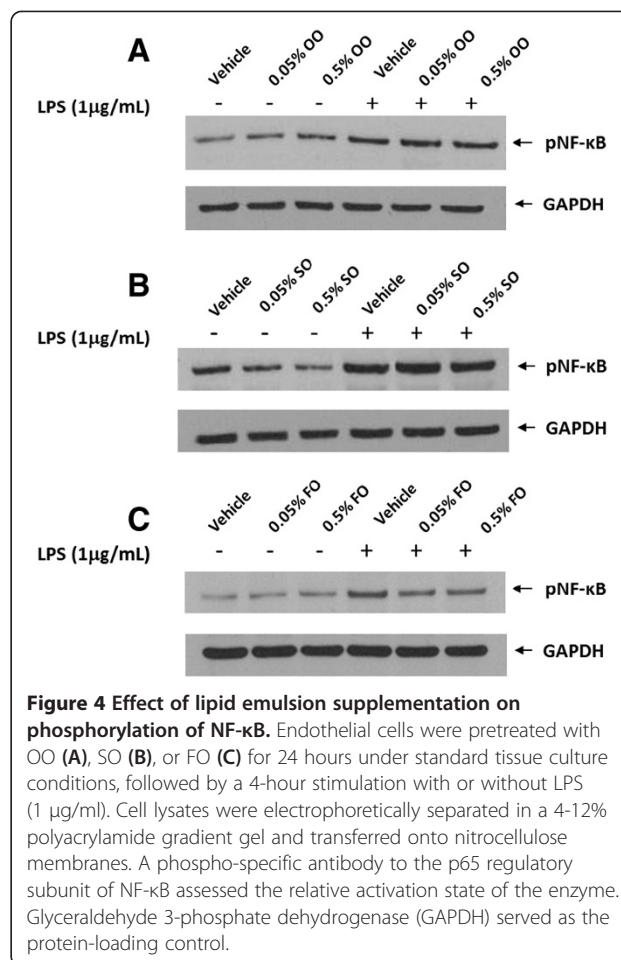 A
Vehicle 0.05% OO 0.5% OO Vehicle 0.05% OO 0.5% OO
LPS (1μg/mL) - - - + + +
← pNF-κB
← GAPDH
B
Vehicle 0.05% SO 0.5% SO Vehicle 0.05% SO 0.5% SO
LPS (1μg/mL) - - - + + +
← pNF-κB
← GAPDH
C
Vehicle 0.05% FO 0.5% FO Vehicle 0.05% FO 0.5% FO
LPS (1μg/mL) - - - + + +
← pNF-κB
← GAPDH
Figure 4 Effect of lipid emulsion supplementation on
phosphorylation of NF-κB. Endothelial cells were pretreated with
OO (A), SO (B), or FO (C) for 24 hours under standard tissue culture
conditions, followed by a 4-hour stimulation with or without LPS
(1 μg/ml). Cell lysates were electrophoretically separated in a 4-12%
polyacrylamide gradient gel and transferred onto nitrocellulose
membranes. A phospho-specific antibody to the p65 regulatory
subunit of NF-κB assessed the relative activation state of the enzyme.
Glyceraldehyde 3-phosphate dehydrogenase (GAPDH) served as the
protein-loading control.